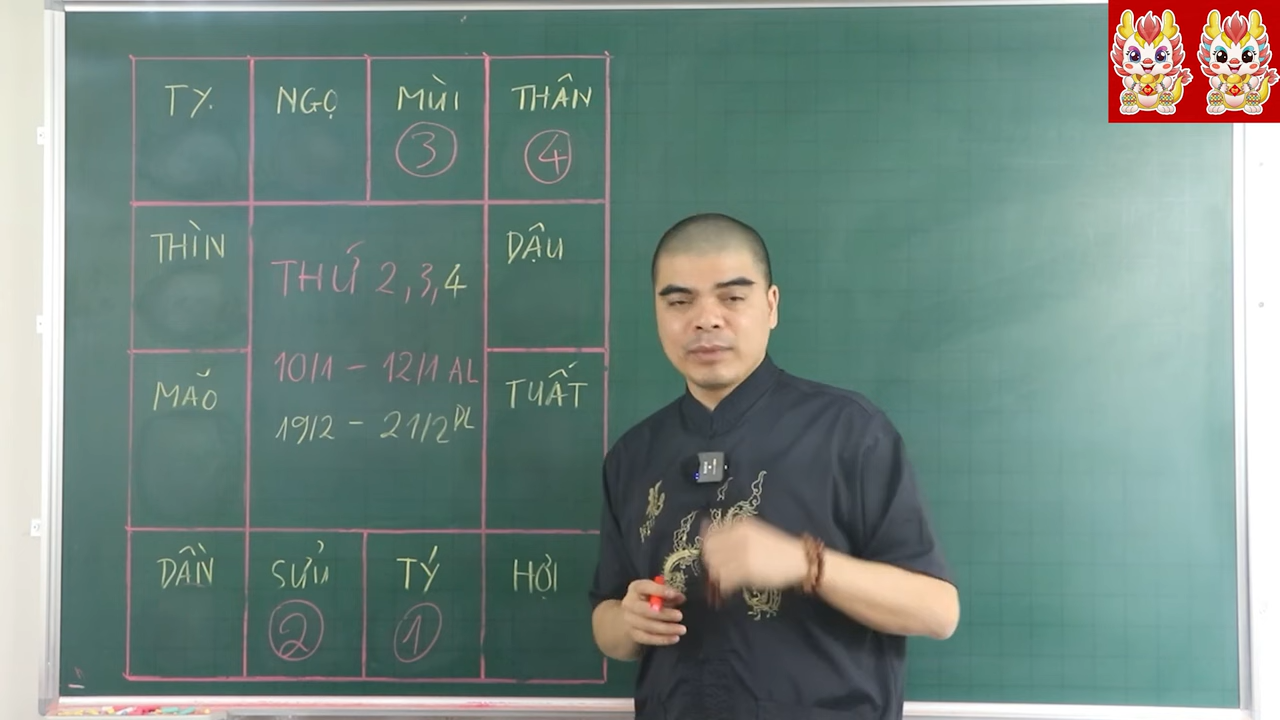 TỴ
NGỌ
MÙI
THÂN
3
4
THÌN
DẬU
THỨ 2,3,4
10/1 - 12/1 AL
19/2 - 21/2 DL
MÃO
TUẤT
DẦN
SỬU
TÝ
HỢI
2
1